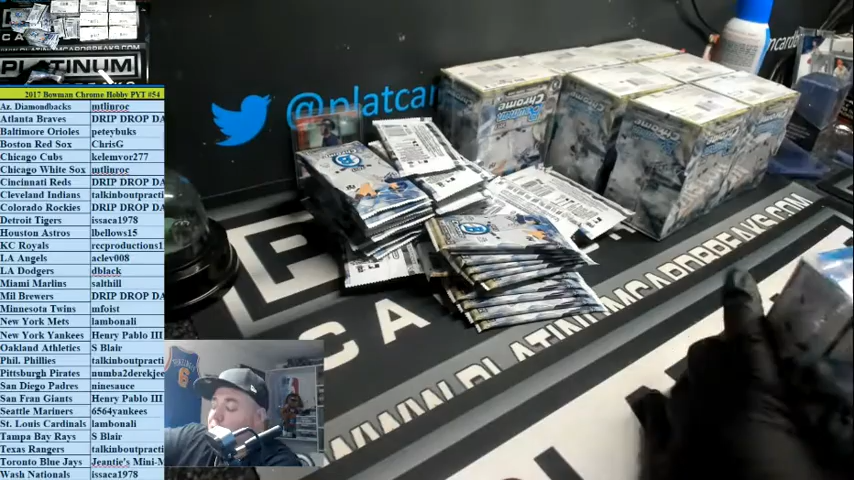 PLATINUM
WWW.PLATINUMCARDBREAKS.COM
2017 Bowman Chrome Hobby PYT #54
Az. Diamondbacks mtlinroc
Atlanta Braves DRIP DROP DA
Baltimore Orioles peteybuks
Boston Red Sox ChrisG
Chicago Cubs kelemvor277
Chicago White Sox mtlinroc
Cincinnati Reds DRIP DROP DA
Cleveland Indians talkinboutpracti
Colorado Rockies DRIP DROP DA
Detroit Tigers issaca1978
Houston Astros lbellows15
KC Royals rccproductions1
LA Angels aclev008
LA Dodgers dblack
Miami Marlins salthill
Mil Brewers DRIP DROP DA
Minnesota Twins mfoist
New York Mets lambonali
New York Yankees Henry Pablo III
Oakland Athletics S Blair
Phil. Phillies talkinboutpracti
Pittsburgh Pirates numba2derekjee
San Diego Padres ninesauce
San Fran Giants Henry Pablo III
Seattle Mariners 6564yankees
St. Louis Cardinals lambonali
Tampa Bay Rays S Blair
Texas Rangers talkinboutpracti
Toronto Blue Jays Jeantie's Mini-M
Wash Nationals issaca1978
@platcar
Chrome
WWW.PLATINUMCARDBREAKS.COM